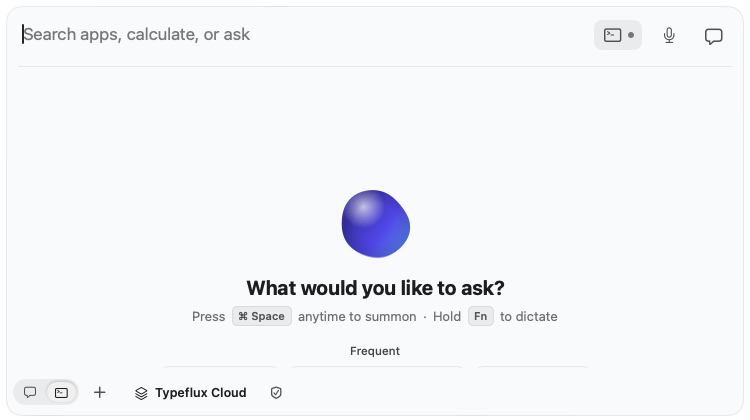 Search apps, calculate, or ask
What would you like to ask?
Press ⌘ Space anytime to summon · Hold Fn to dictate
Frequent
Typeflux Cloud